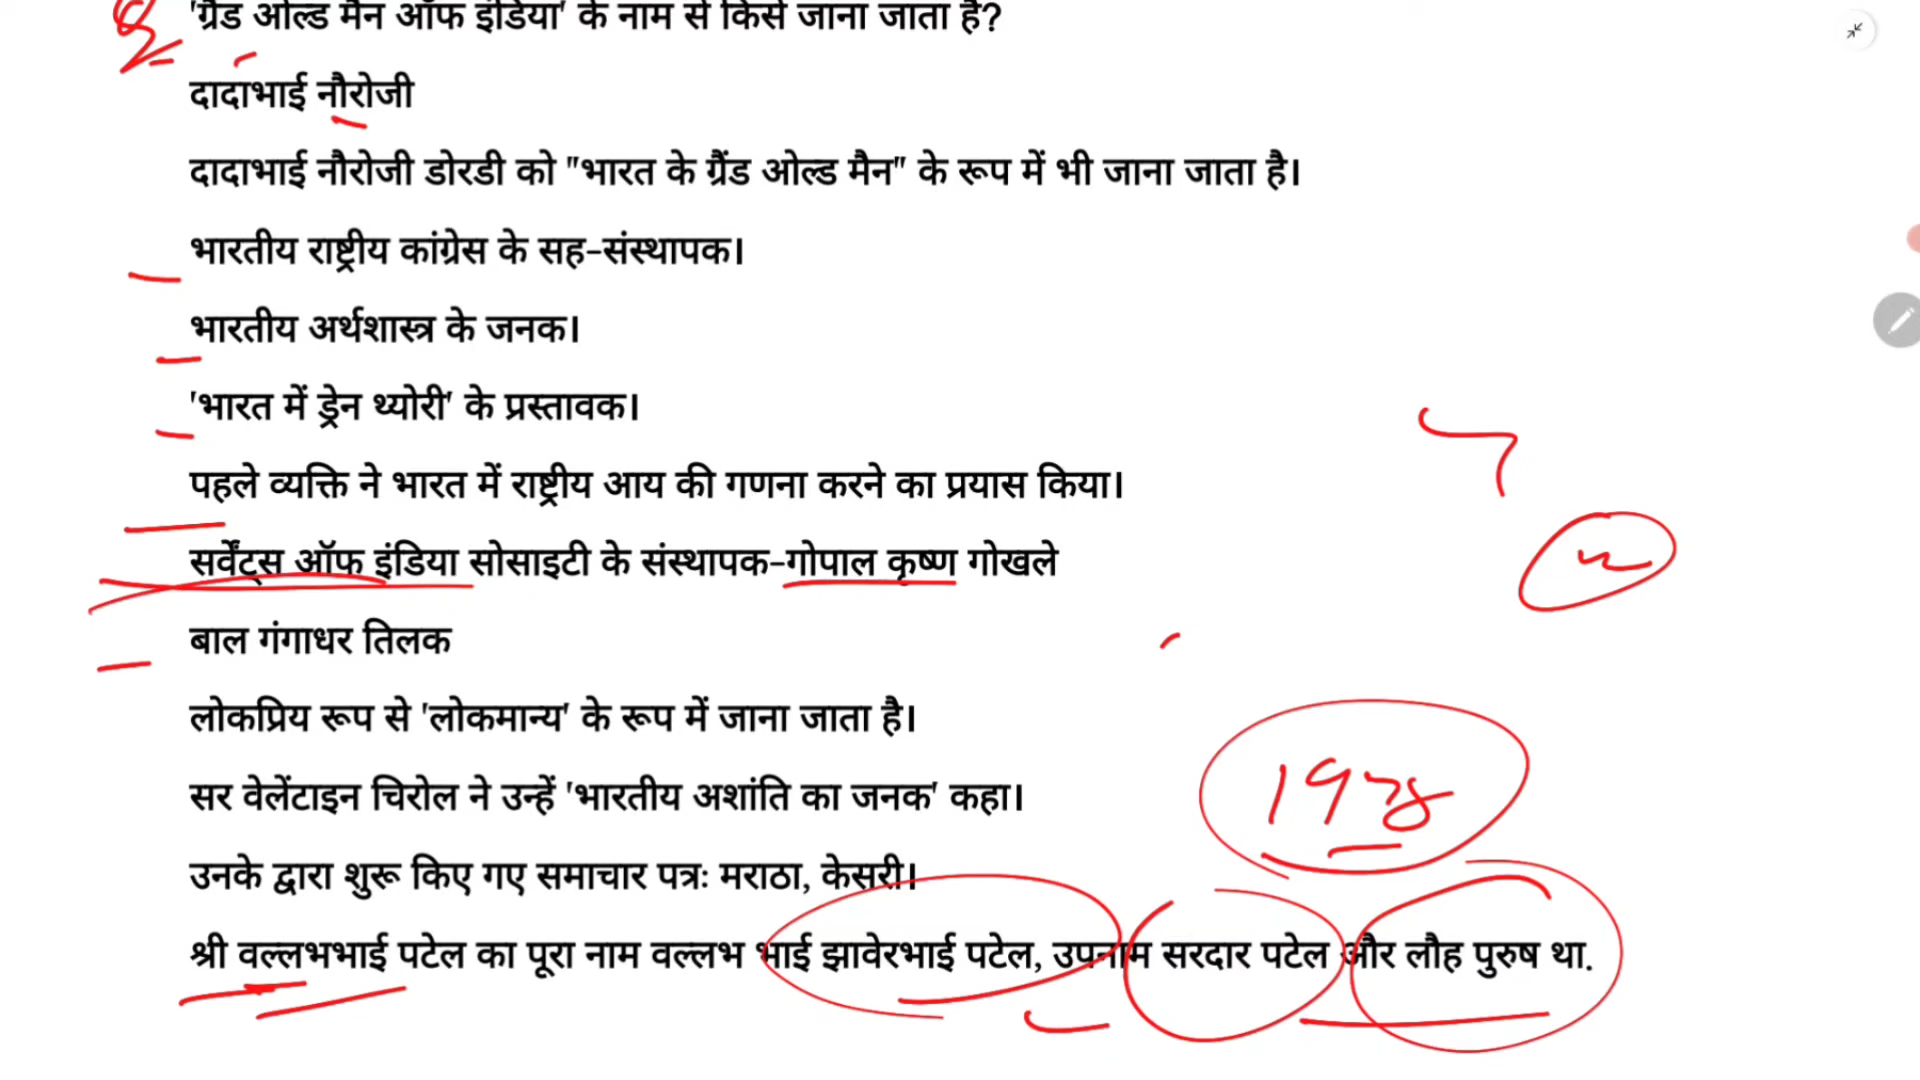 'ग्रैंड ओल्ड मैन ऑफ इंडिया' के नाम से किसे जाना जाता है?
दादाभाई नौरोजी
दादाभाई नौरोजी डोरडी को "भारत के ग्रैंड ओल्ड मैन" के रूप में भी जाना जाता है।
भारतीय राष्ट्रीय कांग्रेस के सह-संस्थापक।
भारतीय अर्थशास्त्र के जनक।
'भारत में ड्रेन थ्योरी' के प्रस्तावक।
पहले व्यक्ति ने भारत में राष्ट्रीय आय की गणना करने का प्रयास किया।
सर्वेंट्स ऑफ इंडिया सोसाइटी के संस्थापक-गोपाल कृष्ण गोखले
बाल गंगाधर तिलक
लोकप्रिय रूप से 'लोकमान्य' के रूप में जाना जाता है।
सर वेलेंटाइन चिरोल ने उन्हें 'भारतीय अशांति का जनक' कहा।
उनके द्वारा शुरू किए गए समाचार पत्रः मराठा, केसरी।
श्री वल्लभभाई पटेल का पूरा नाम वल्लभ भाई झावेरभाई पटेल, उपनाम सरदार पटेल और लौह पुरुष था.